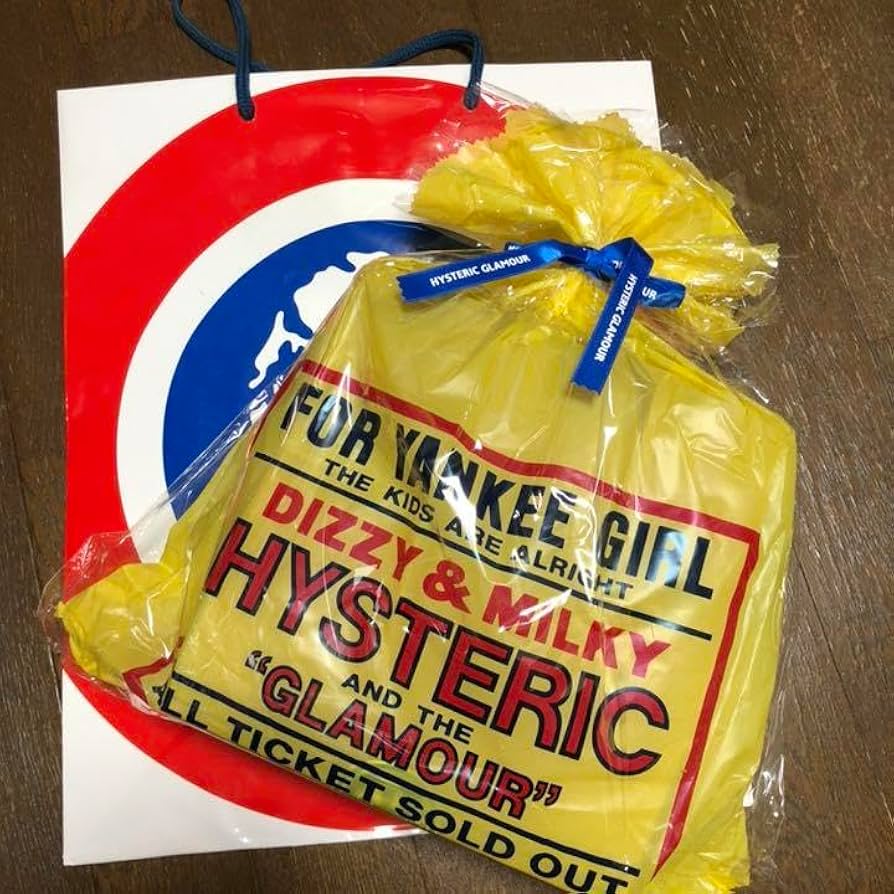 HYSTERIC GLAMOUR
UR
HYSTERIC GLAMOUR
FOR YANKEE GIRL
THE KIDS ARE ALRIGHT
DIZZY & MILKY
HYSTERIC
AND THE
"GLAMOUR"
ALL TICKET SOLD OUT